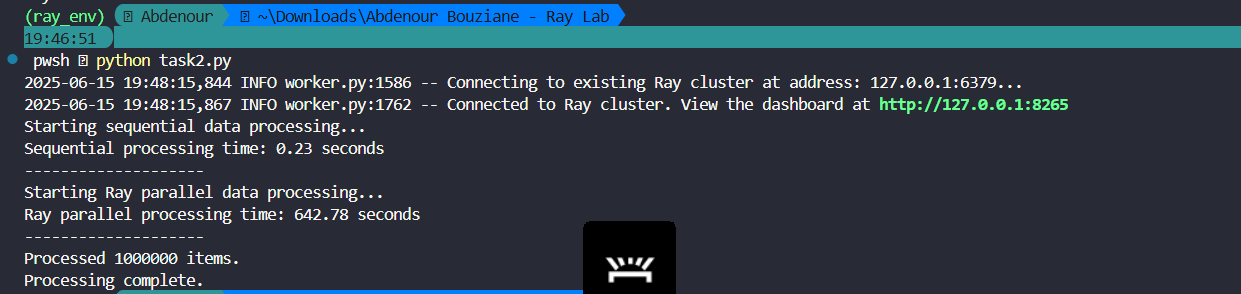 (ray_env) Abdenour ~\Downloads\Abdenour Bouziane - Ray Lab
19:46:51
pwsh python task2.py
2025-06-15 19:48:15,844 INFO worker.py:1586 -- Connecting to existing Ray cluster at address: 127.0.0.1:6379...
2025-06-15 19:48:15,867 INFO worker.py:1762 -- Connected to Ray cluster. View the dashboard at http://127.0.0.1:8265
Starting sequential data processing...
Sequential processing time: 0.23 seconds
--------------------
Starting Ray parallel data processing...
Ray parallel processing time: 642.78 seconds
--------------------
Processed 1000000 items.
Processing complete.